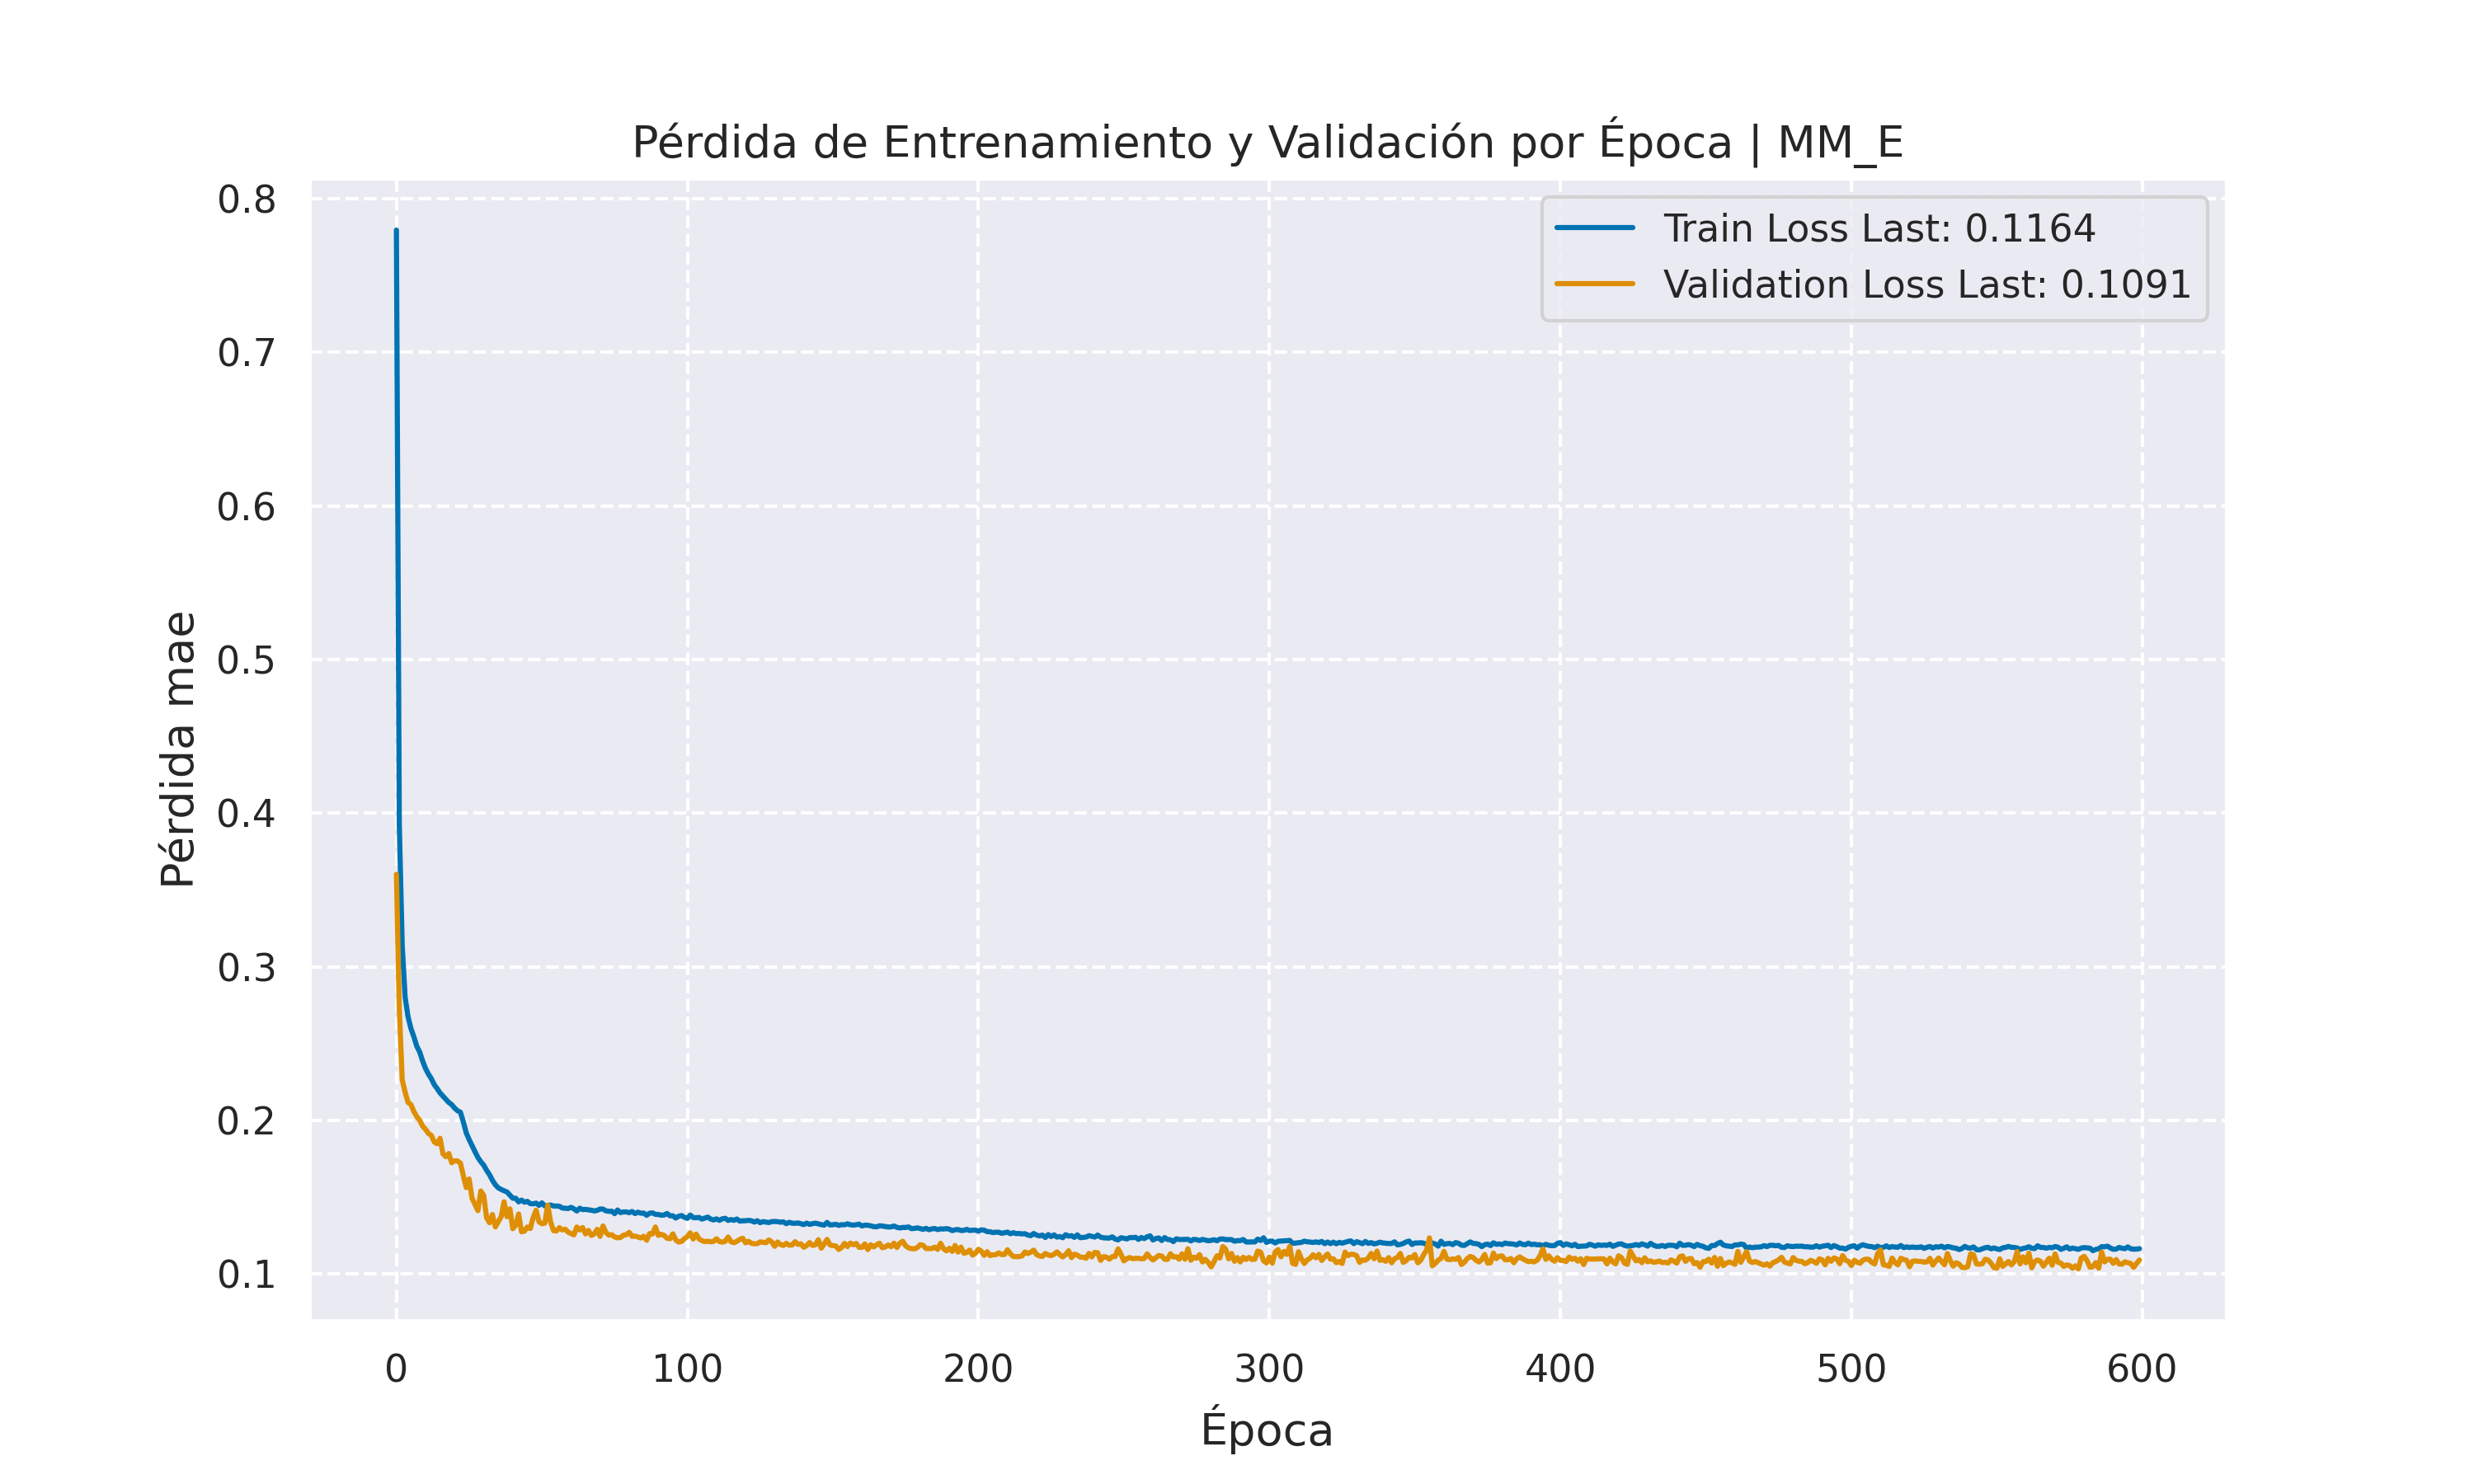 Pérdida de Entrenamiento y Validación por Época | MM_E
Train Loss Last: 0.1164
Validation Loss Last: 0.1091
Pérdida mae
0.8
0.7
0.6
0.5
0.4
0.3
0.2
0.1
0 100 200 300 400 500 600
Época